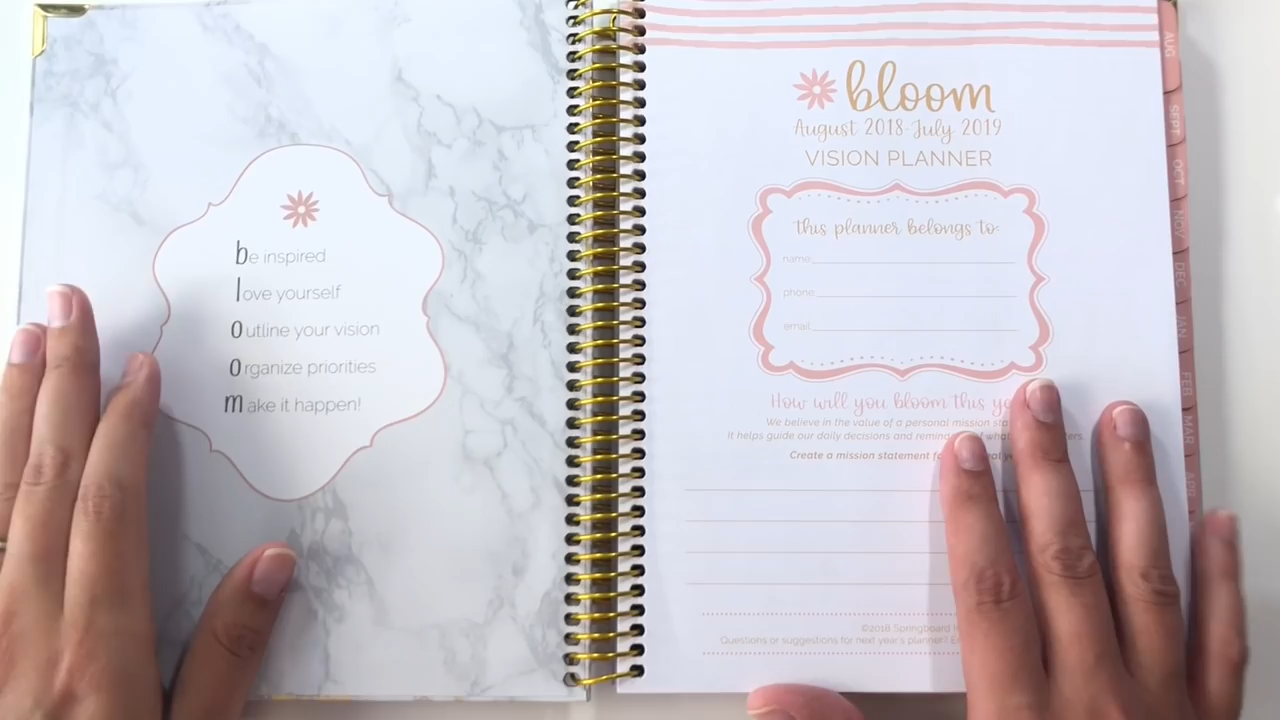 be inspired
love yourself
outline your vision
organize priorities
make it happen!
bloom
August 2018-July 2019
VISION PLANNER
this planner belongs to:
name:
phone:
email:
How will you bloom this
We believe in the value of a personal mission
It helps guide our daily decisions and
Create a mission statement
©2018 Springboard
Questions or suggestions for next year's planner?
AUG
SEPT
OCT
NOV
DEC
JAN
FEB
MAR
APR